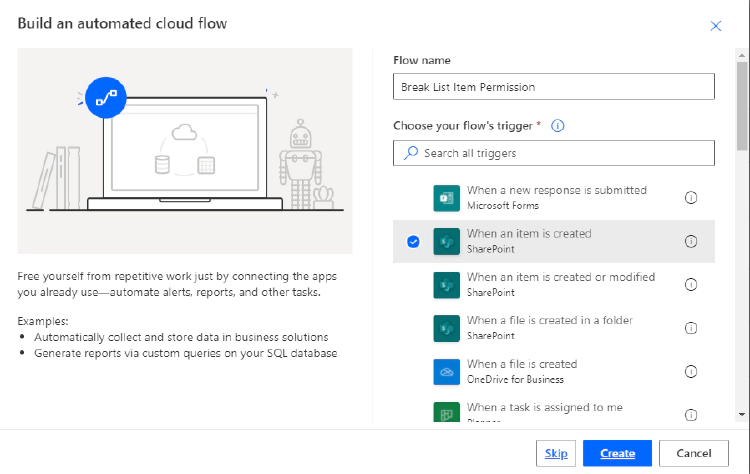 Build an automated cloud flow
Free yourself from repetitive work just by connecting the apps
you already use—automate alerts, reports, and other tasks.
Examples:
• Automatically collect and store data in business solutions
• Generate reports via custom queries on your SQL database
Flow name
Break List Item Permission
Choose your flow's trigger *
Search all triggers
When a new response is submitted
Microsoft Forms
When an item is created
SharePoint
When an item is created or modified
SharePoint
When a file is created in a folder
SharePoint
When a file is created
OneDrive for Business
When a task is assigned to me
Planner
Skip
Create
Cancel